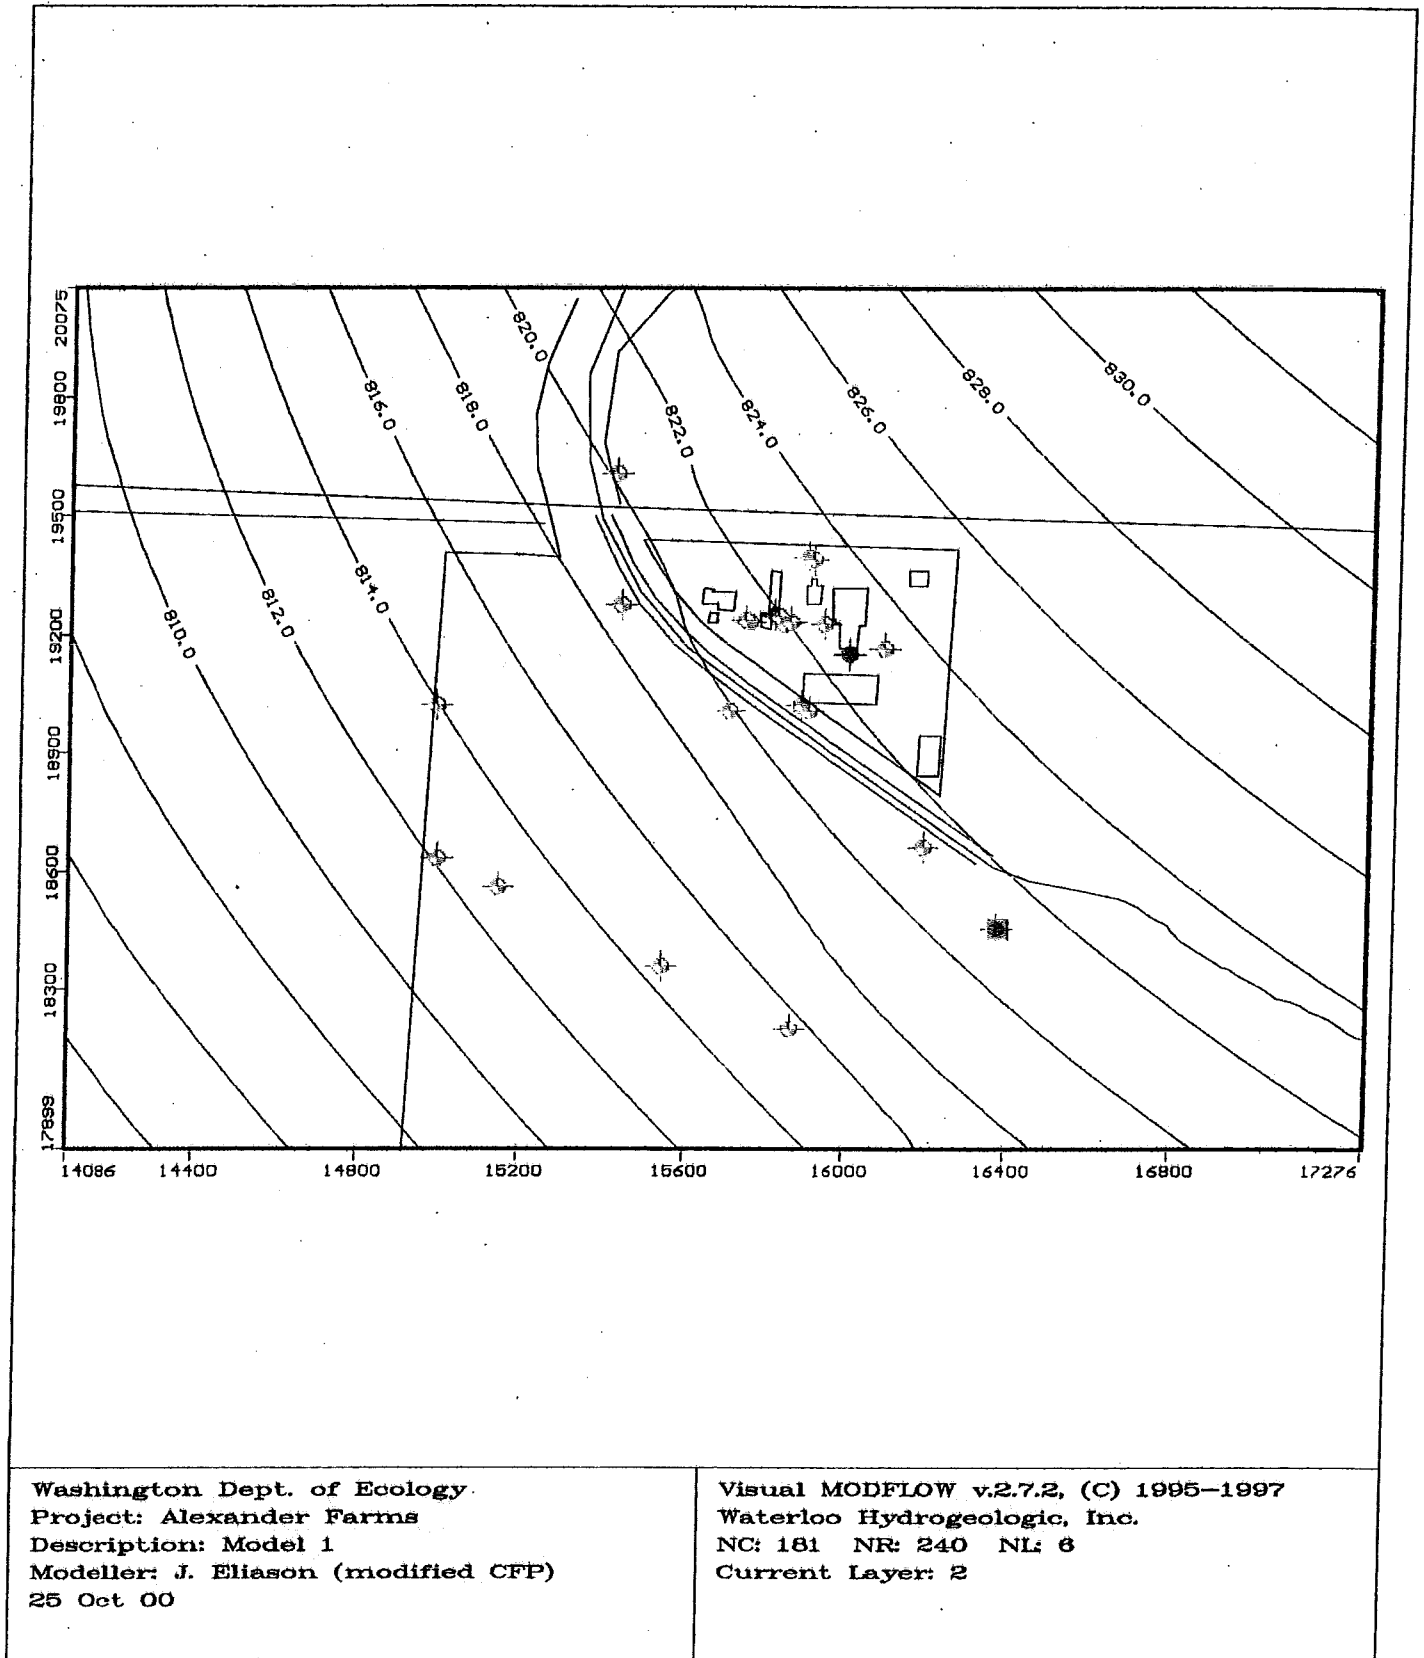 20075
19800
19500
19200
18900
18600
18300
17899
820.0
816.0
818.0
822.0
824.0
826.0
828.0
830.0
810.0
812.0
814.0
14086 14400 14800 15200 15600 16000 16400 16800 17276
Washington Dept. of Ecology
Project: Alexander Farms
Description: Model 1
Modeller: J. Eliason (modified CFP)
25 Oct 00
Visual MODFLOW v.2.7.2, (C) 1995-1997
Waterloo Hydrogeologic, Inc.
NC: 181 NR: 240 NL: 6
Current Layer: 2